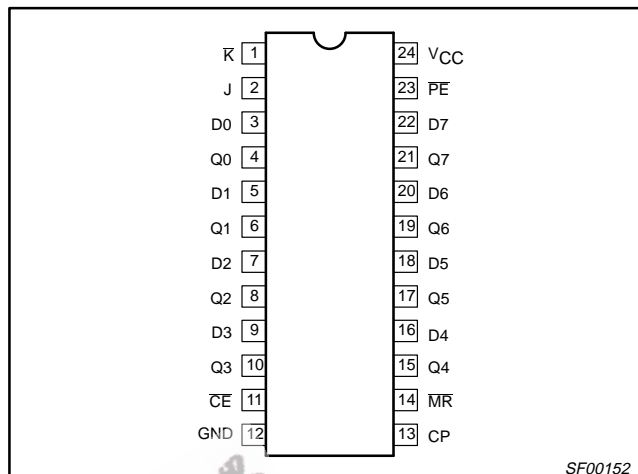 K̅ 1 24 VCC
J 2 23 P̅E̅
D0 3 22 D7
Q0 4 21 Q7
D1 5 20 D6
Q1 6 19 Q6
D2 7 18 D5
Q2 8 17 Q5
D3 9 16 D4
Q3 10 15 Q4
C̅E̅ 11 14 M̅R̅
GND 12 13 CP
SF00152